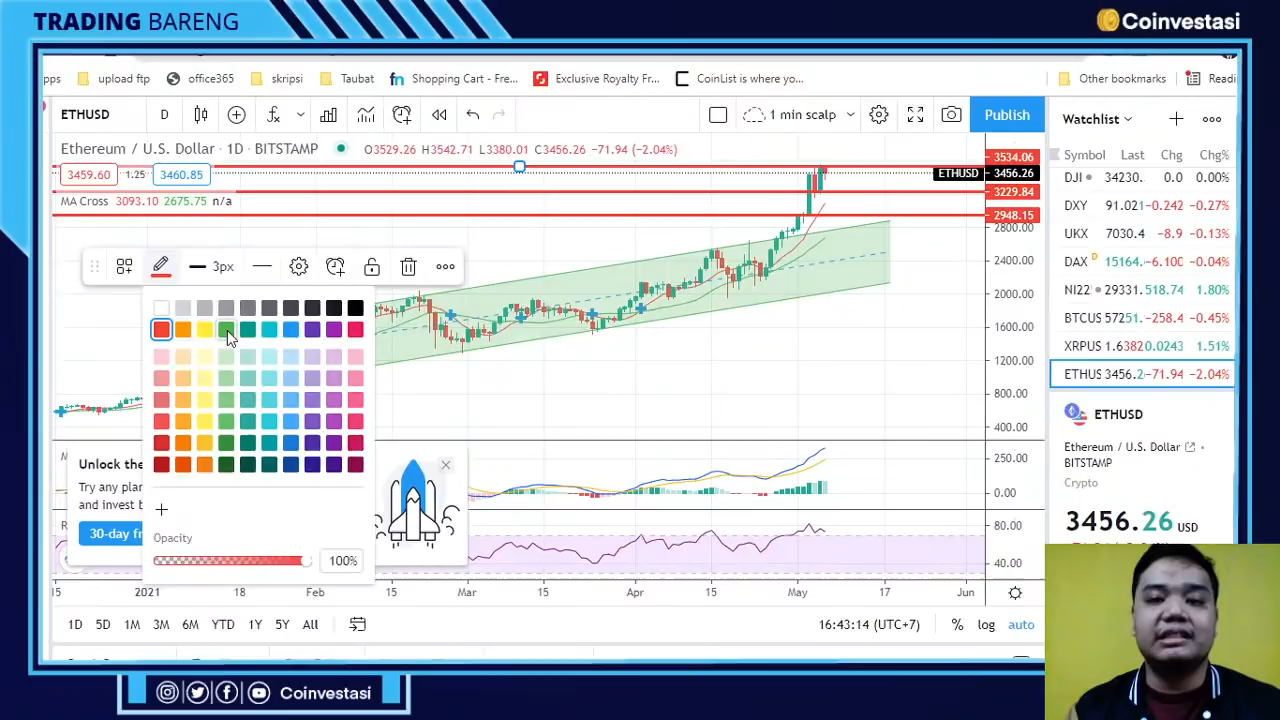 TRADING BARENG
Coinvestasi
pps upload ftp office365 skripsi Taubat Shopping Cart - Fre... Exclusive Royalty Fr... CoinList is where yo... Other bookmarks Readi
ETHUSD D 1 min scalp Publish
Watchlist
Ethereum / U.S. Dollar · 1D · BITSTAMP O3529.26 H3542.71 L3380.01 C3456.26 −71.94 (−2.04%)
3459.60 1.25 3460.85
MA Cross 3093.10 2675.75 n/a
3px
Opacity
100%
Unlock the
Try any plan
and invest b
30-day fr
3534.06
ETHUSD 3456.26
3229.84
2948.15
2800.00
2400.00
2000.00
1600.00
1200.00
800.00
400.00
250.00
0.00
80.00
40.00
15 2021 18 Feb 15 Mar 15 Apr 15 May 17 Jun
1D 5D 1M 3M 6M YTD 1Y 5Y All 16:43:14 (UTC+7) % log auto
Symbol Last Chg Chg%
DJI 34230. 0.0 0.00%
DXY 91.021 −0.242 −0.27%
UKX 7030.4 −8.9 −0.13%
DAX D 15164. −6.100 −0.04%
NI22 29331. 518.74 1.80%
BTCUS 57251. −258.4 −0.45%
XRPUS 1.6382 0.0243 1.51%
ETHUS 3456.2 −71.94 −2.04%
ETHUSD
Ethereum / U.S. Dollar ·
BITSTAMP
Crypto
3456.26 USD
Coinvestasi